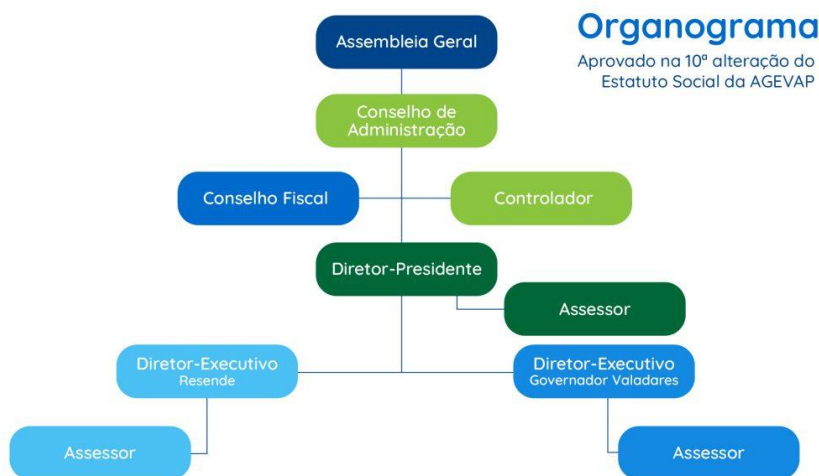 Organograma
Aprovado na 10ª alteração do
Estatuto Social da AGEVAP
Assembleia Geral
Conselho de
Administração
Conselho Fiscal
Controlador
Diretor-Presidente
Assessor
Diretor-Executivo
Resende
Diretor-Executivo
Governador Valadares
Assessor
Assessor